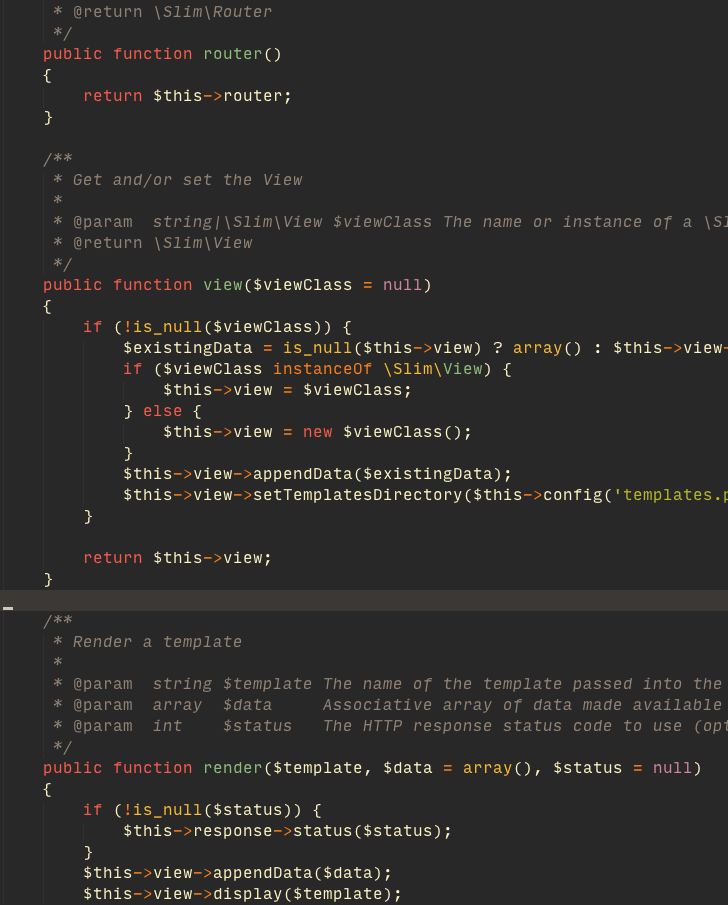 * @return \Slim\Router
     */
    public function router()
    {
        return $this->router;
    }

    /**
     * Get and/or set the View
     *
     * @param  string|\Slim\View $viewClass The name or instance of a
     * @return \Slim\View
     */
    public function view($viewClass = null)
    {
        if (!is_null($viewClass)) {
            $existingData = is_null($this->view) ? array() : $this->view-
            if ($viewClass instanceOf \Slim\View) {
                $this->view = $viewClass;
            } else {
                $this->view = new $viewClass();
            }
            $this->view->appendData($existingData);
            $this->view->setTemplatesDirectory($this->config('templates.p
        }

        return $this->view;
    }

    /**
     * Render a template
     *
     * @param  string $template The name of the template passed into the
     * @param  array  $data     Associative array of data made available
     * @param  int    $status   The HTTP response status code to use (opt
     */
    public function render($template, $data = array(), $status = null)
    {
        if (!is_null($status)) {
            $this->response->status($status);
        }
        $this->view->appendData($data);
        $this->view->display($template);